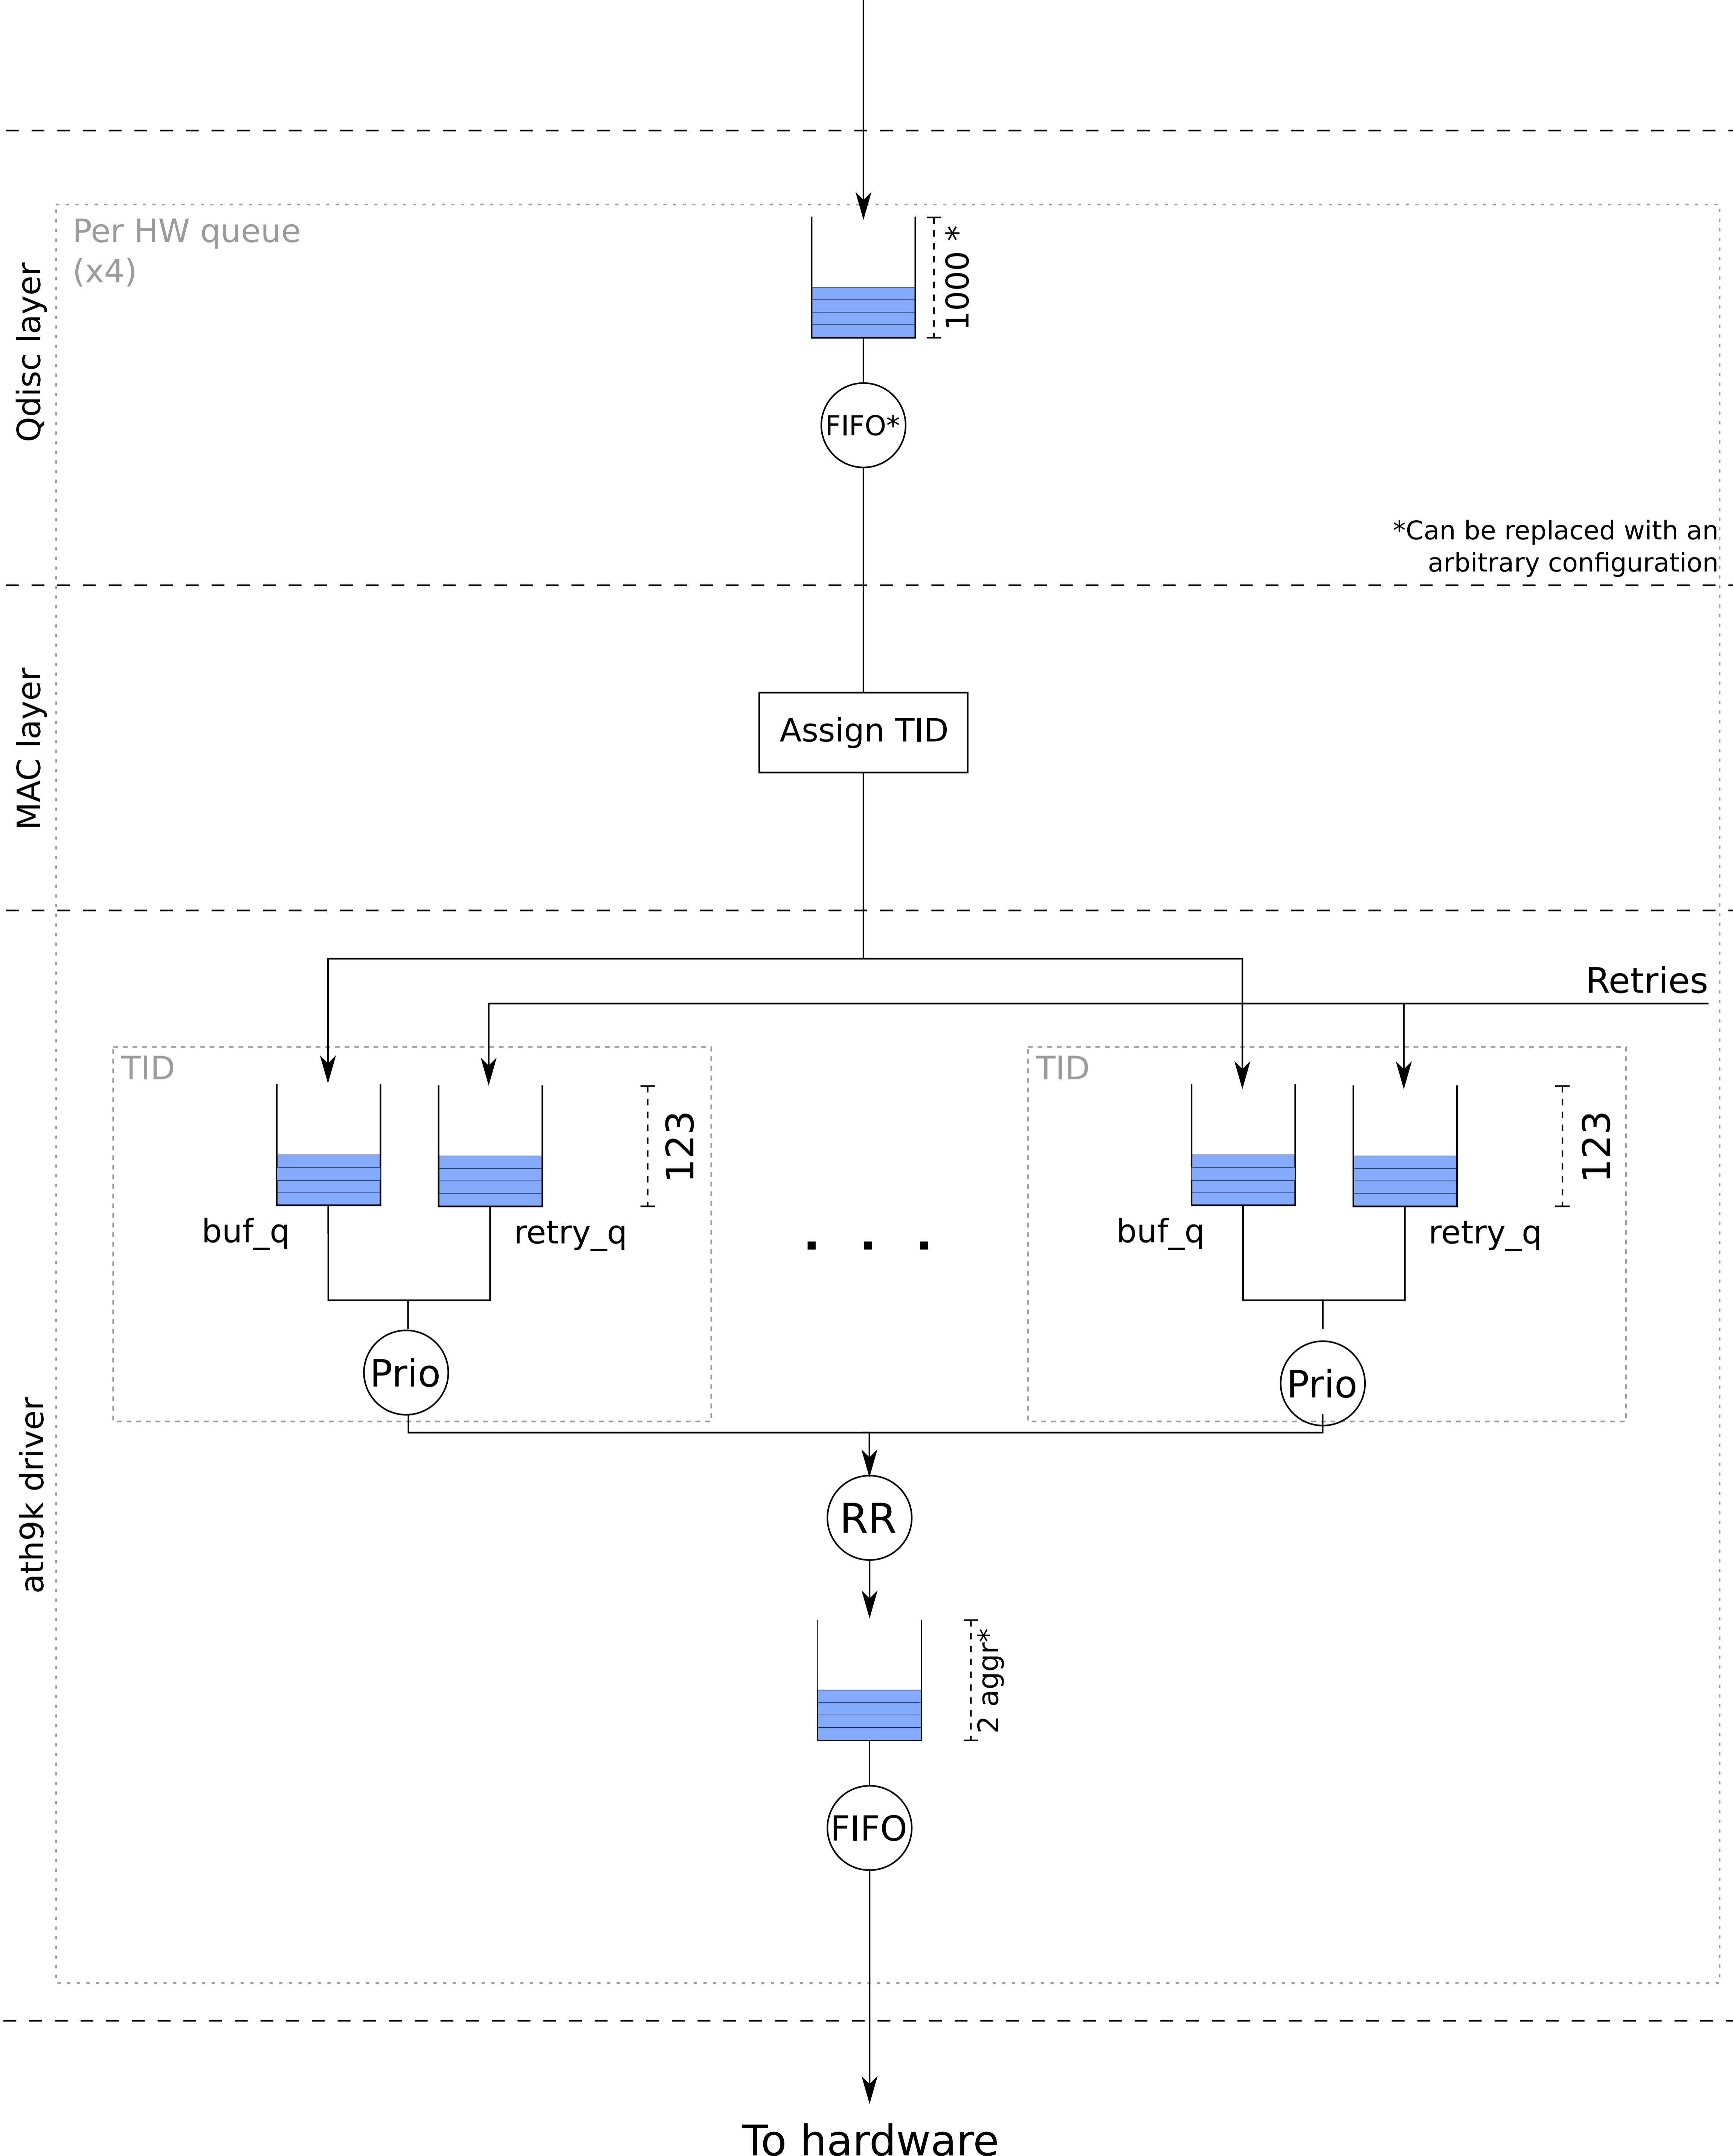 Per HW queue
(x4)
1000 *
Qdisc layer
FIFO*
*Can be replaced with an
arbitrary configuration
MAC layer
Assign TID
Retries
TID
TID
123
123
buf_q
retry_q
. . .
buf_q
retry_q
Prio
Prio
ath9k driver
RR
2 aggr*
FIFO
To hardware